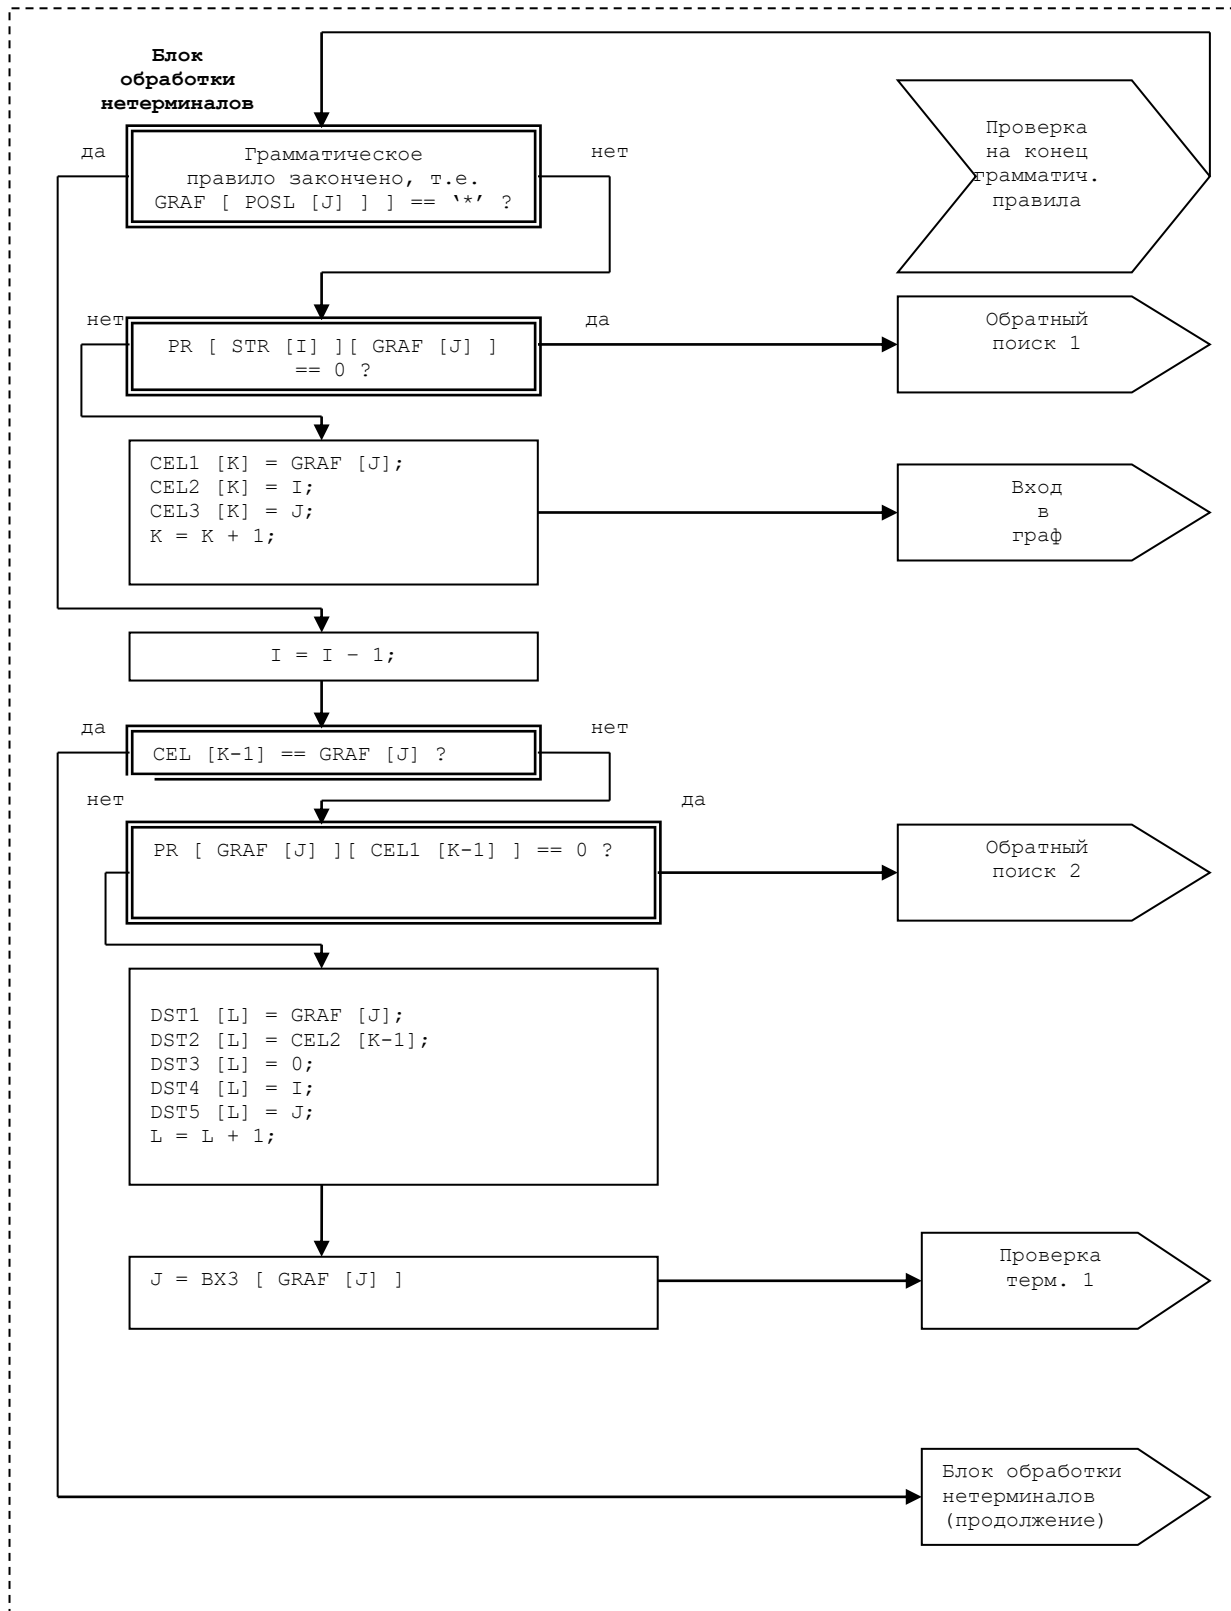 Блок
обработки
нетерминалов
да
Грамматическое
правило закончено, т.е.
GRAF [ POSL [J] ] == ‘*’ ?
нет
Проверка
на конец
грамматич.
правила
нет
PR [ STR [I] ][ GRAF [J] ]
== 0 ?
да
Обратный
поиск 1
CEL1 [K] = GRAF [J];
CEL2 [K] = I;
CEL3 [K] = J;
K = K + 1;
Вход
в
граф
I = I – 1;
да
CEL [K-1] == GRAF [J] ?
нет
нет
PR [ GRAF [J] ][ CEL1 [K-1] ] == 0 ?
да
Обратный
поиск 2
DST1 [L] = GRAF [J];
DST2 [L] = CEL2 [K-1];
DST3 [L] = 0;
DST4 [L] = I;
DST5 [L] = J;
L = L + 1;
J = BX3 [ GRAF [J] ]
Проверка
терм. 1
Блок обработки
нетерминалов
(продолжение)